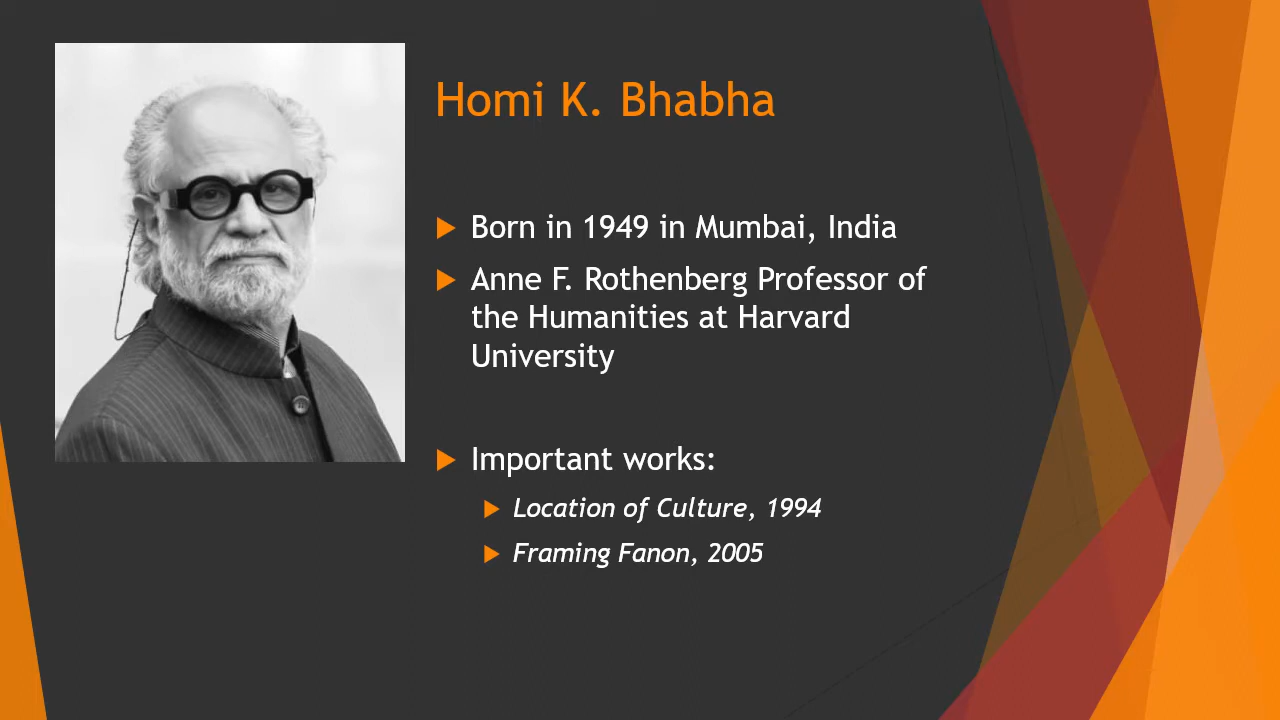 Homi K. Bhabha
Born in 1949 in Mumbai, India
Anne F. Rothenberg Professor of
the Humanities at Harvard
University
Important works:
Location of Culture, 1994
Framing Fanon, 2005